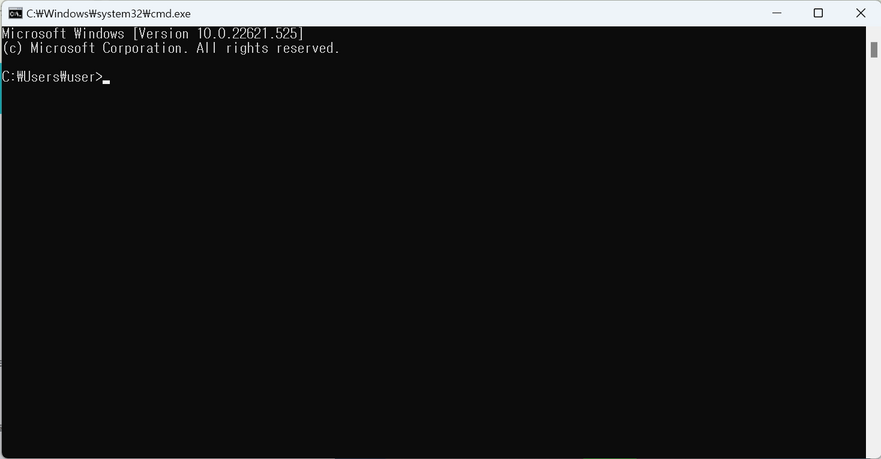 C:₩Windows₩system32₩cmd.exe
Microsoft Windows [Version 10.0.22621.525]
(c) Microsoft Corporation. All rights reserved.
C:₩Users₩user>